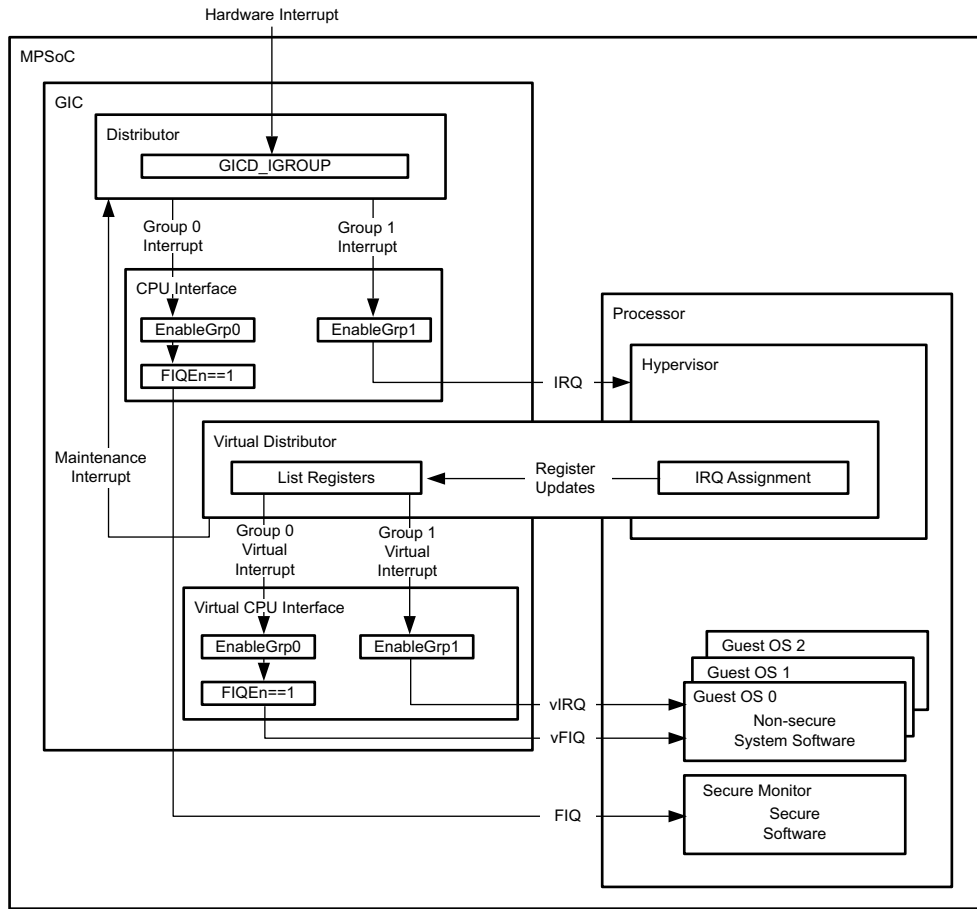 Hardware Interrupt
MPSoC
GIC
Distributor
GICD_IGROUP
Group 0
Interrupt
Group 1
Interrupt
CPU Interface
EnableGrp0
EnableGrp1
FIQEn==1
IRQ
Processor
Hypervisor
Virtual Distributor
List Registers
Register
Updates
IRQ Assignment
Maintenance
Interrupt
Group 0
Virtual
Interrupt
Group 1
Virtual
Interrupt
Virtual CPU Interface
EnableGrp0
EnableGrp1
FIQEn==1
vIRQ
vFIQ
Guest OS 2
Guest OS 1
Guest OS 0
Non-secure
System Software
FIQ
Secure Monitor
Secure
Software